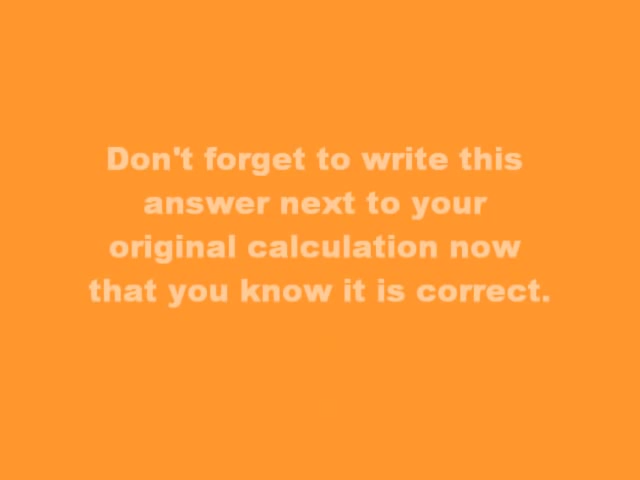 Don't forget to write this
answer next to your
original calculation now
that you know it is correct.